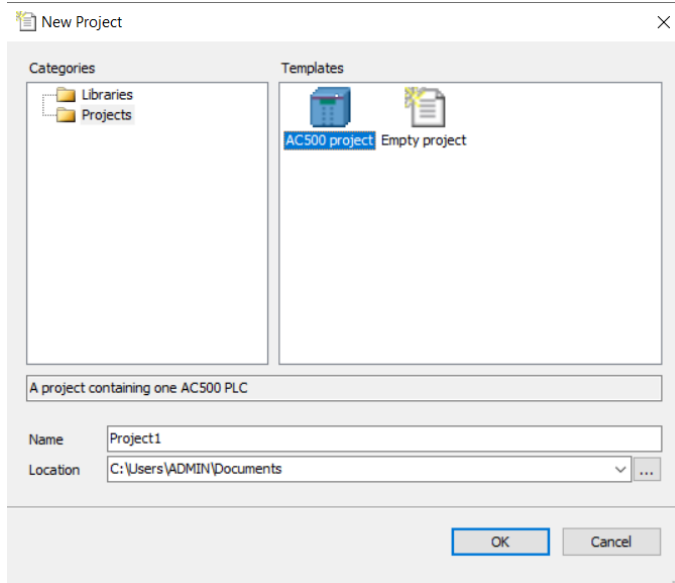 New Project
Categories
Templates
Libraries
Projects
AC500 project Empty project
A project containing one AC500 PLC
Name Project1
Location C:\Users\ADMIN\Documents ...
OK Cancel